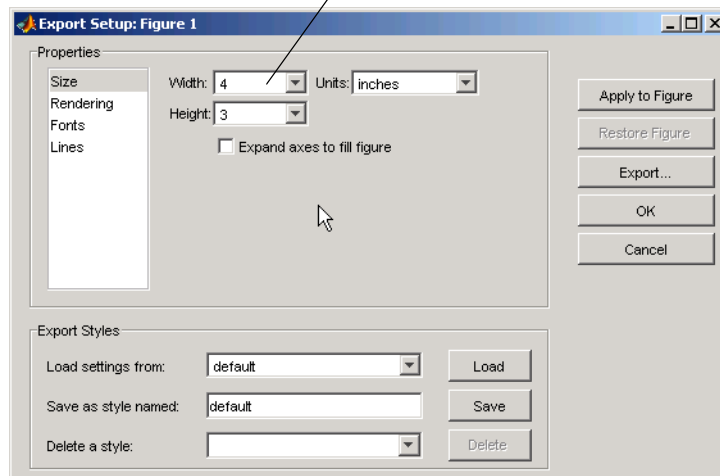 Export Setup: Figure 1
Properties
Size
Rendering
Fonts
Lines
Width: 4 Units: inches
Height: 3
Expand axes to fill figure
Apply to Figure
Restore Figure
Export...
OK
Cancel
Export Styles
Load settings from: default Load
Save as style named: default Save
Delete a style: Delete